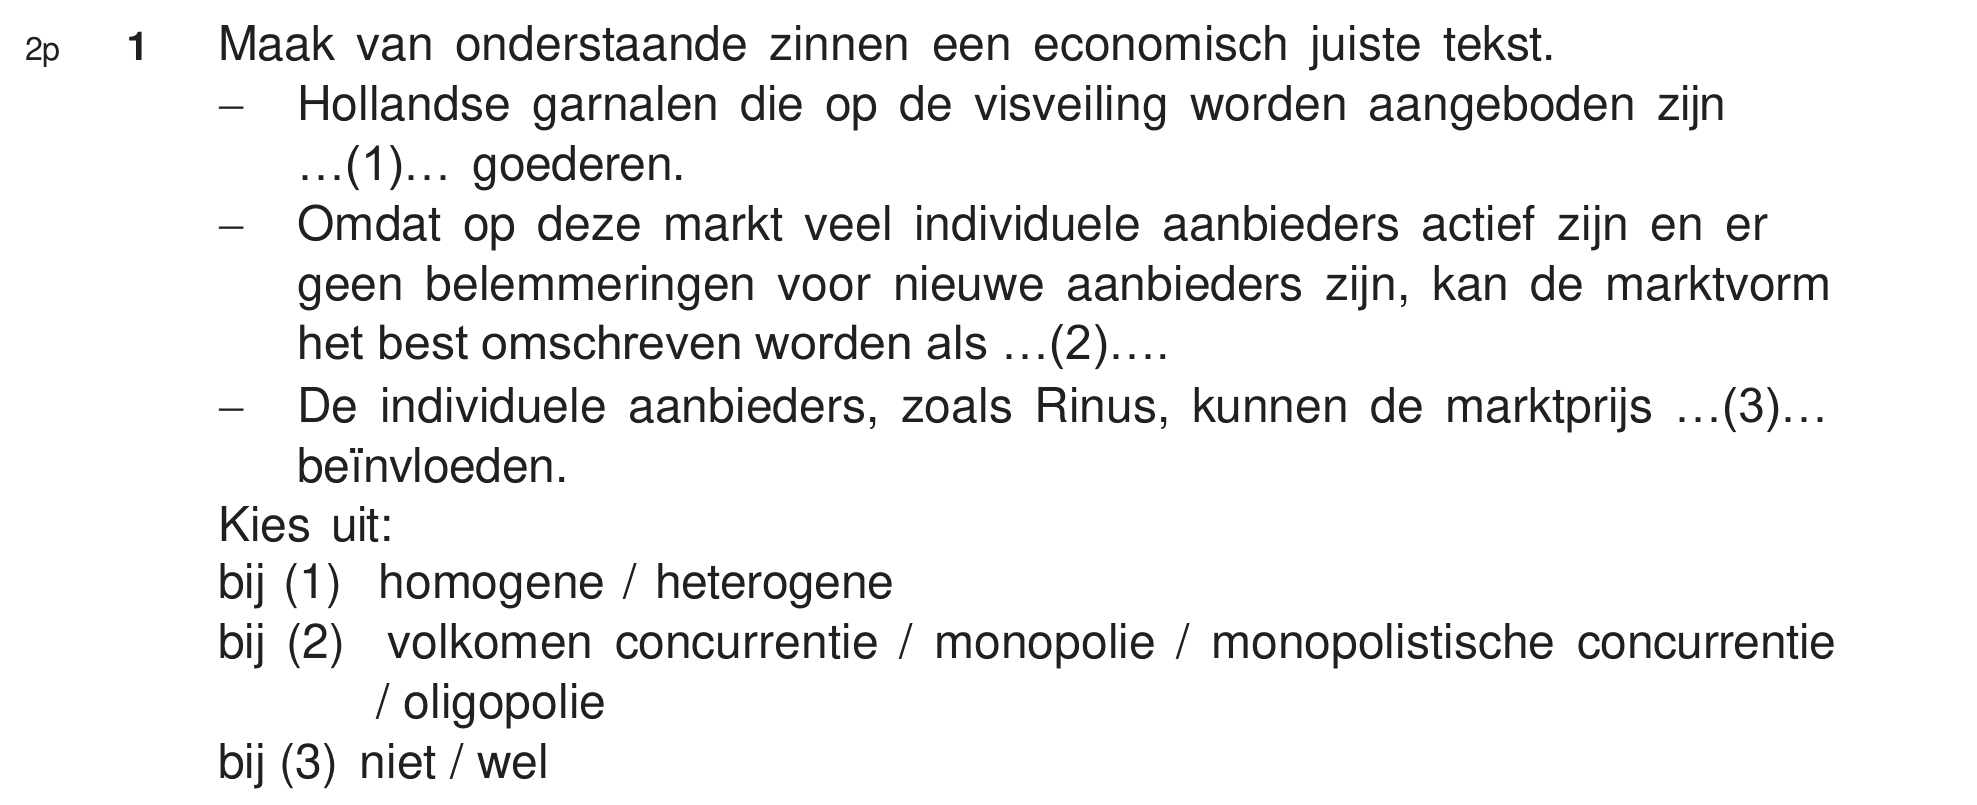 2p 1 Maak van onderstaande zinnen een economisch juiste tekst.
– Hollandse garnalen die op de visveiling worden aangeboden zijn
…(1)… goederen.
– Omdat op deze markt veel individuele aanbieders actief zijn en er
geen belemmeringen voor nieuwe aanbieders zijn, kan de marktvorm
het best omschreven worden als …(2)….
– De individuele aanbieders, zoals Rinus, kunnen de marktprijs …(3)…
beïnvloeden.
Kies uit:
bij (1) homogene / heterogene
bij (2) volkomen concurrentie / monopolie / monopolistische concurrentie
/ oligopolie
bij (3) niet / wel